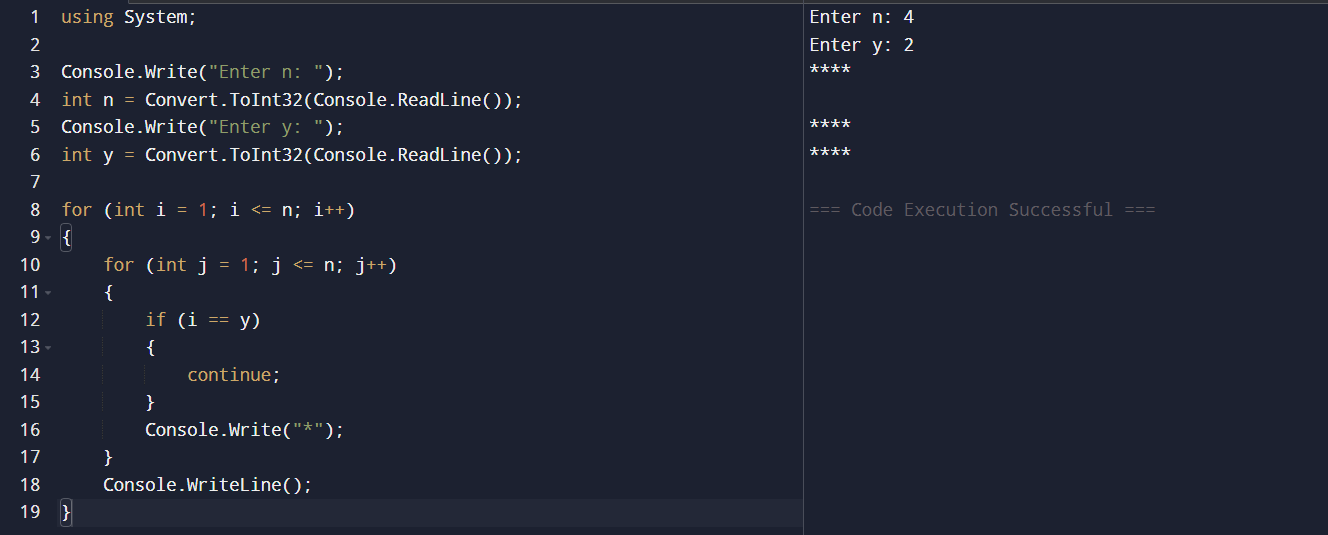 1 using System;
2
3 Console.Write("Enter n: ");
4 int n = Convert.ToInt32(Console.ReadLine());
5 Console.Write("Enter y: ");
6 int y = Convert.ToInt32(Console.ReadLine());
7
8 for (int i = 1; i <= n; i++)
9 {
10     for (int j = 1; j <= n; j++)
11     {
12         if (i == y)
13         {
14             continue;
15         }
16         Console.Write("*");
17     }
18     Console.WriteLine();
19 }
Enter n: 4
Enter y: 2
****

****
****

=== Code Execution Successful ===